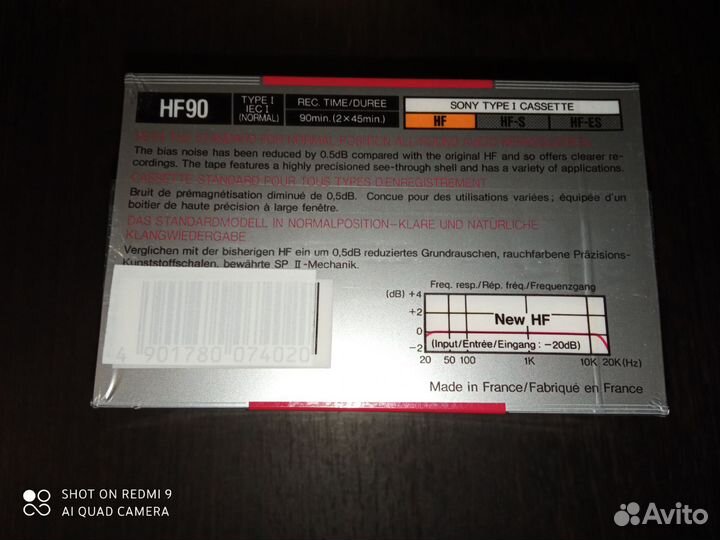 HF90
TYPE I
IEC I
(NORMAL)
REC. TIME/DUREE
90min. (2×45min.)
SONY TYPE I CASSETTE
HF HF-S HF-ES
The bias noise has been reduced by 0.5dB compared with the original HF and so offers clearer re-
cordings. The tape features a highly precisioned see-through shell and has a variety of applications.
CASSETTE STANDARD POUR TOUS TYPES D'ENREGISTREMENT
Bruit de prémagnétisation diminué de 0,5dB. Concue pour des utilisations variées; équipée d'un
boitier de haute précision à large fenêtre.
DAS STANDARDMODELL IN NORMALPOSITION–KLARE UND NATÜRLICHE
KLANGWIEDERGABE
Verglichen mit der bisherigen HF ein um 0,5dB reduziertes Grundrauschen, rauchfarbene Präzisions-
Kunststoffschalen, bewährte SP II-Mechanik.
Freq. resp./Rép. fréq./Frequenzgang
(dB) +4
+2
0
-2
New HF
(Input/Entrée/Eingang: -20dB)
20 50 100 1K 10K 20K (Hz)
4 901780 074020
Made in France/Fabriqué en France
SHOT ON REDMI 9
AI QUAD CAMERA
Avito